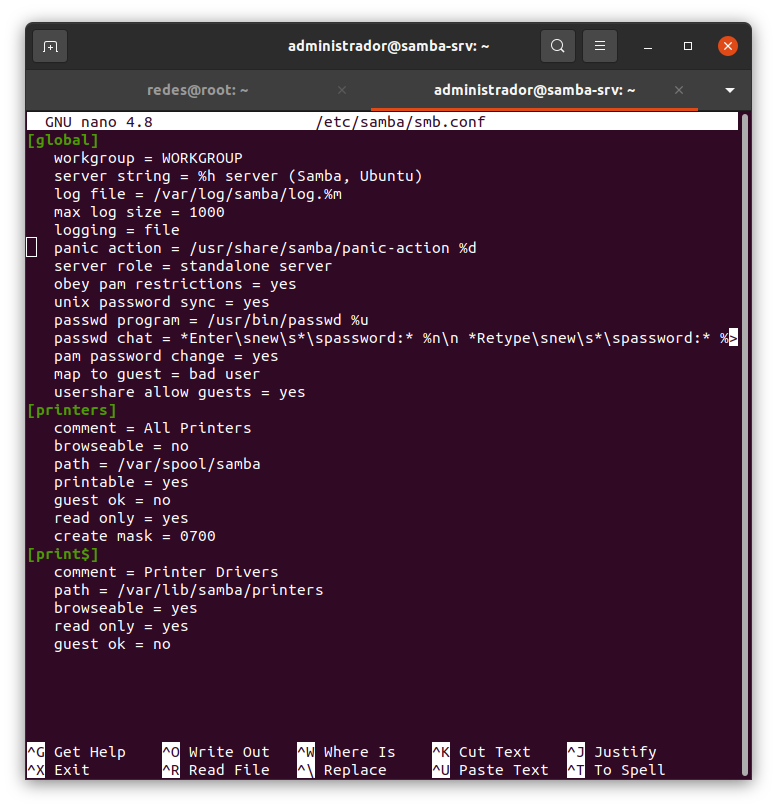 administrador@samba-srv: ~
redes@root: ~
administrador@samba-srv: ~
GNU nano 4.8 /etc/samba/smb.conf
[global]
workgroup = WORKGROUP
server string = %h server (Samba, Ubuntu)
log file = /var/log/samba/log.%m
max log size = 1000
logging = file
panic action = /usr/share/samba/panic-action %d
server role = standalone server
obey pam restrictions = yes
unix password sync = yes
passwd program = /usr/bin/passwd %u
passwd chat = *Enter\snew\s*\spassword:* %n\n *Retype\snew\s*\spassword:* %>
pam password change = yes
map to guest = bad user
usershare allow guests = yes
[printers]
comment = All Printers
browseable = no
path = /var/spool/samba
printable = yes
guest ok = no
read only = yes
create mask = 0700
[print$]
comment = Printer Drivers
path = /var/lib/samba/printers
browseable = yes
read only = yes
guest ok = no
^G Get Help ^O Write Out ^W Where Is ^K Cut Text ^J Justify
^X Exit ^R Read File ^\ Replace ^U Paste Text ^T To Spell